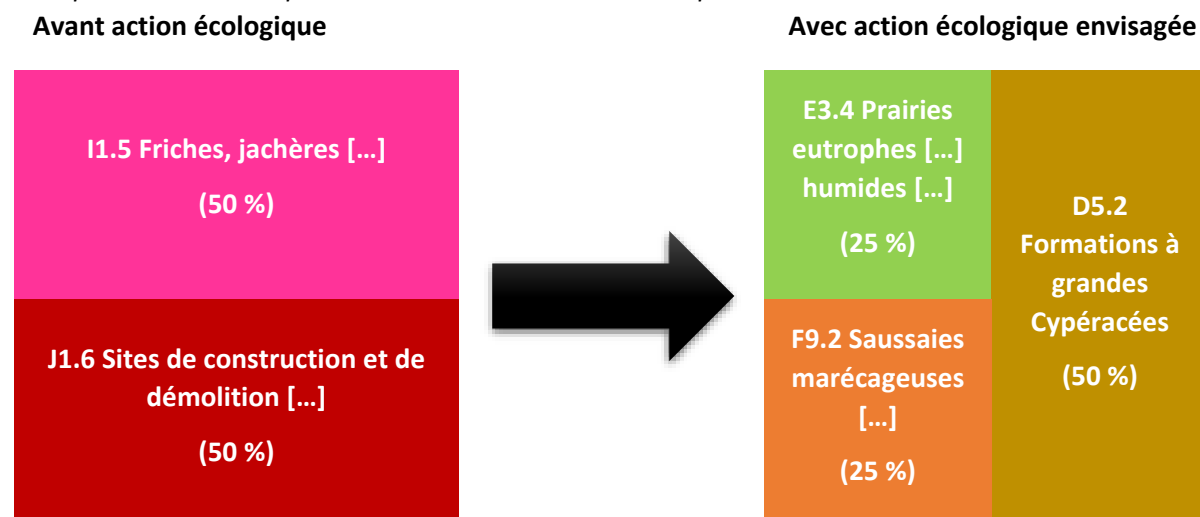 Avant action écologique
Avec action écologique envisagée
I1.5 Friches, jachères […]
(50 %)
J1.6 Sites de construction et de
démolition […]
(50 %)
E3.4 Prairies
eutrophes […]
humides […]
(25 %)
F9.2 Saussaies
marécageuses
[…]
(25 %)
D5.2
Formations à
grandes
Cypéracées
(50 %)